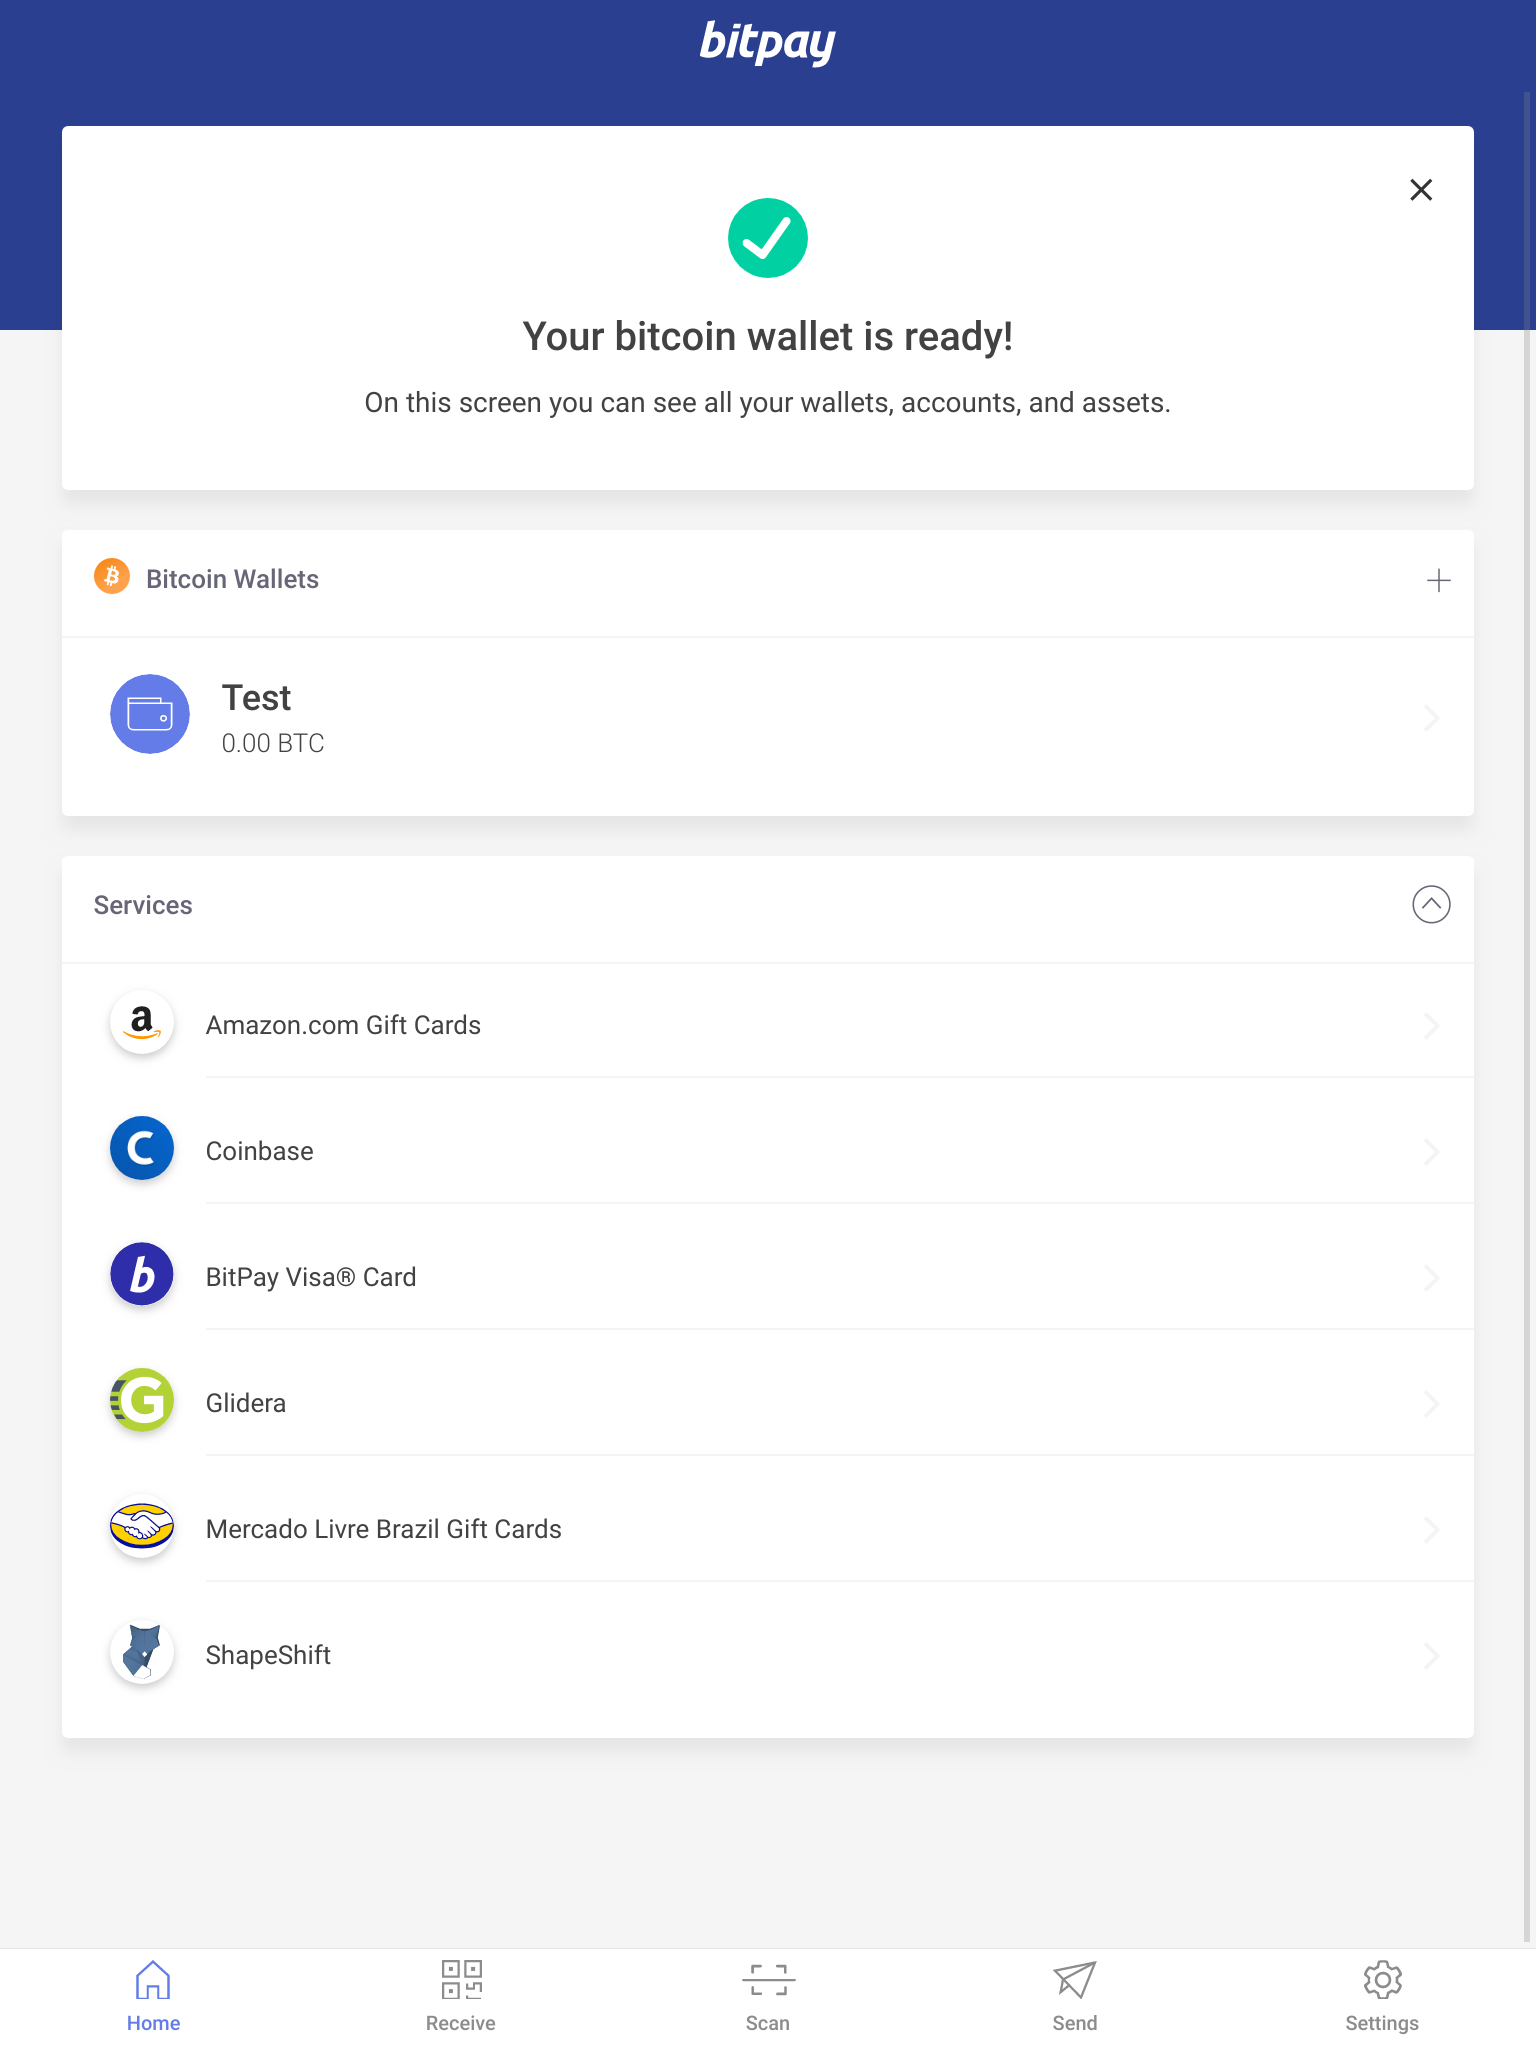 bitpay
Your bitcoin wallet is ready!
On this screen you can see all your wallets, accounts, and assets.
Bitcoin Wallets
Test
0.00 BTC
Services
Amazon.com Gift Cards
Coinbase
BitPay Visa® Card
Glidera
Mercado Livre Brazil Gift Cards
ShapeShift
Home
Receive
Scan
Send
Settings